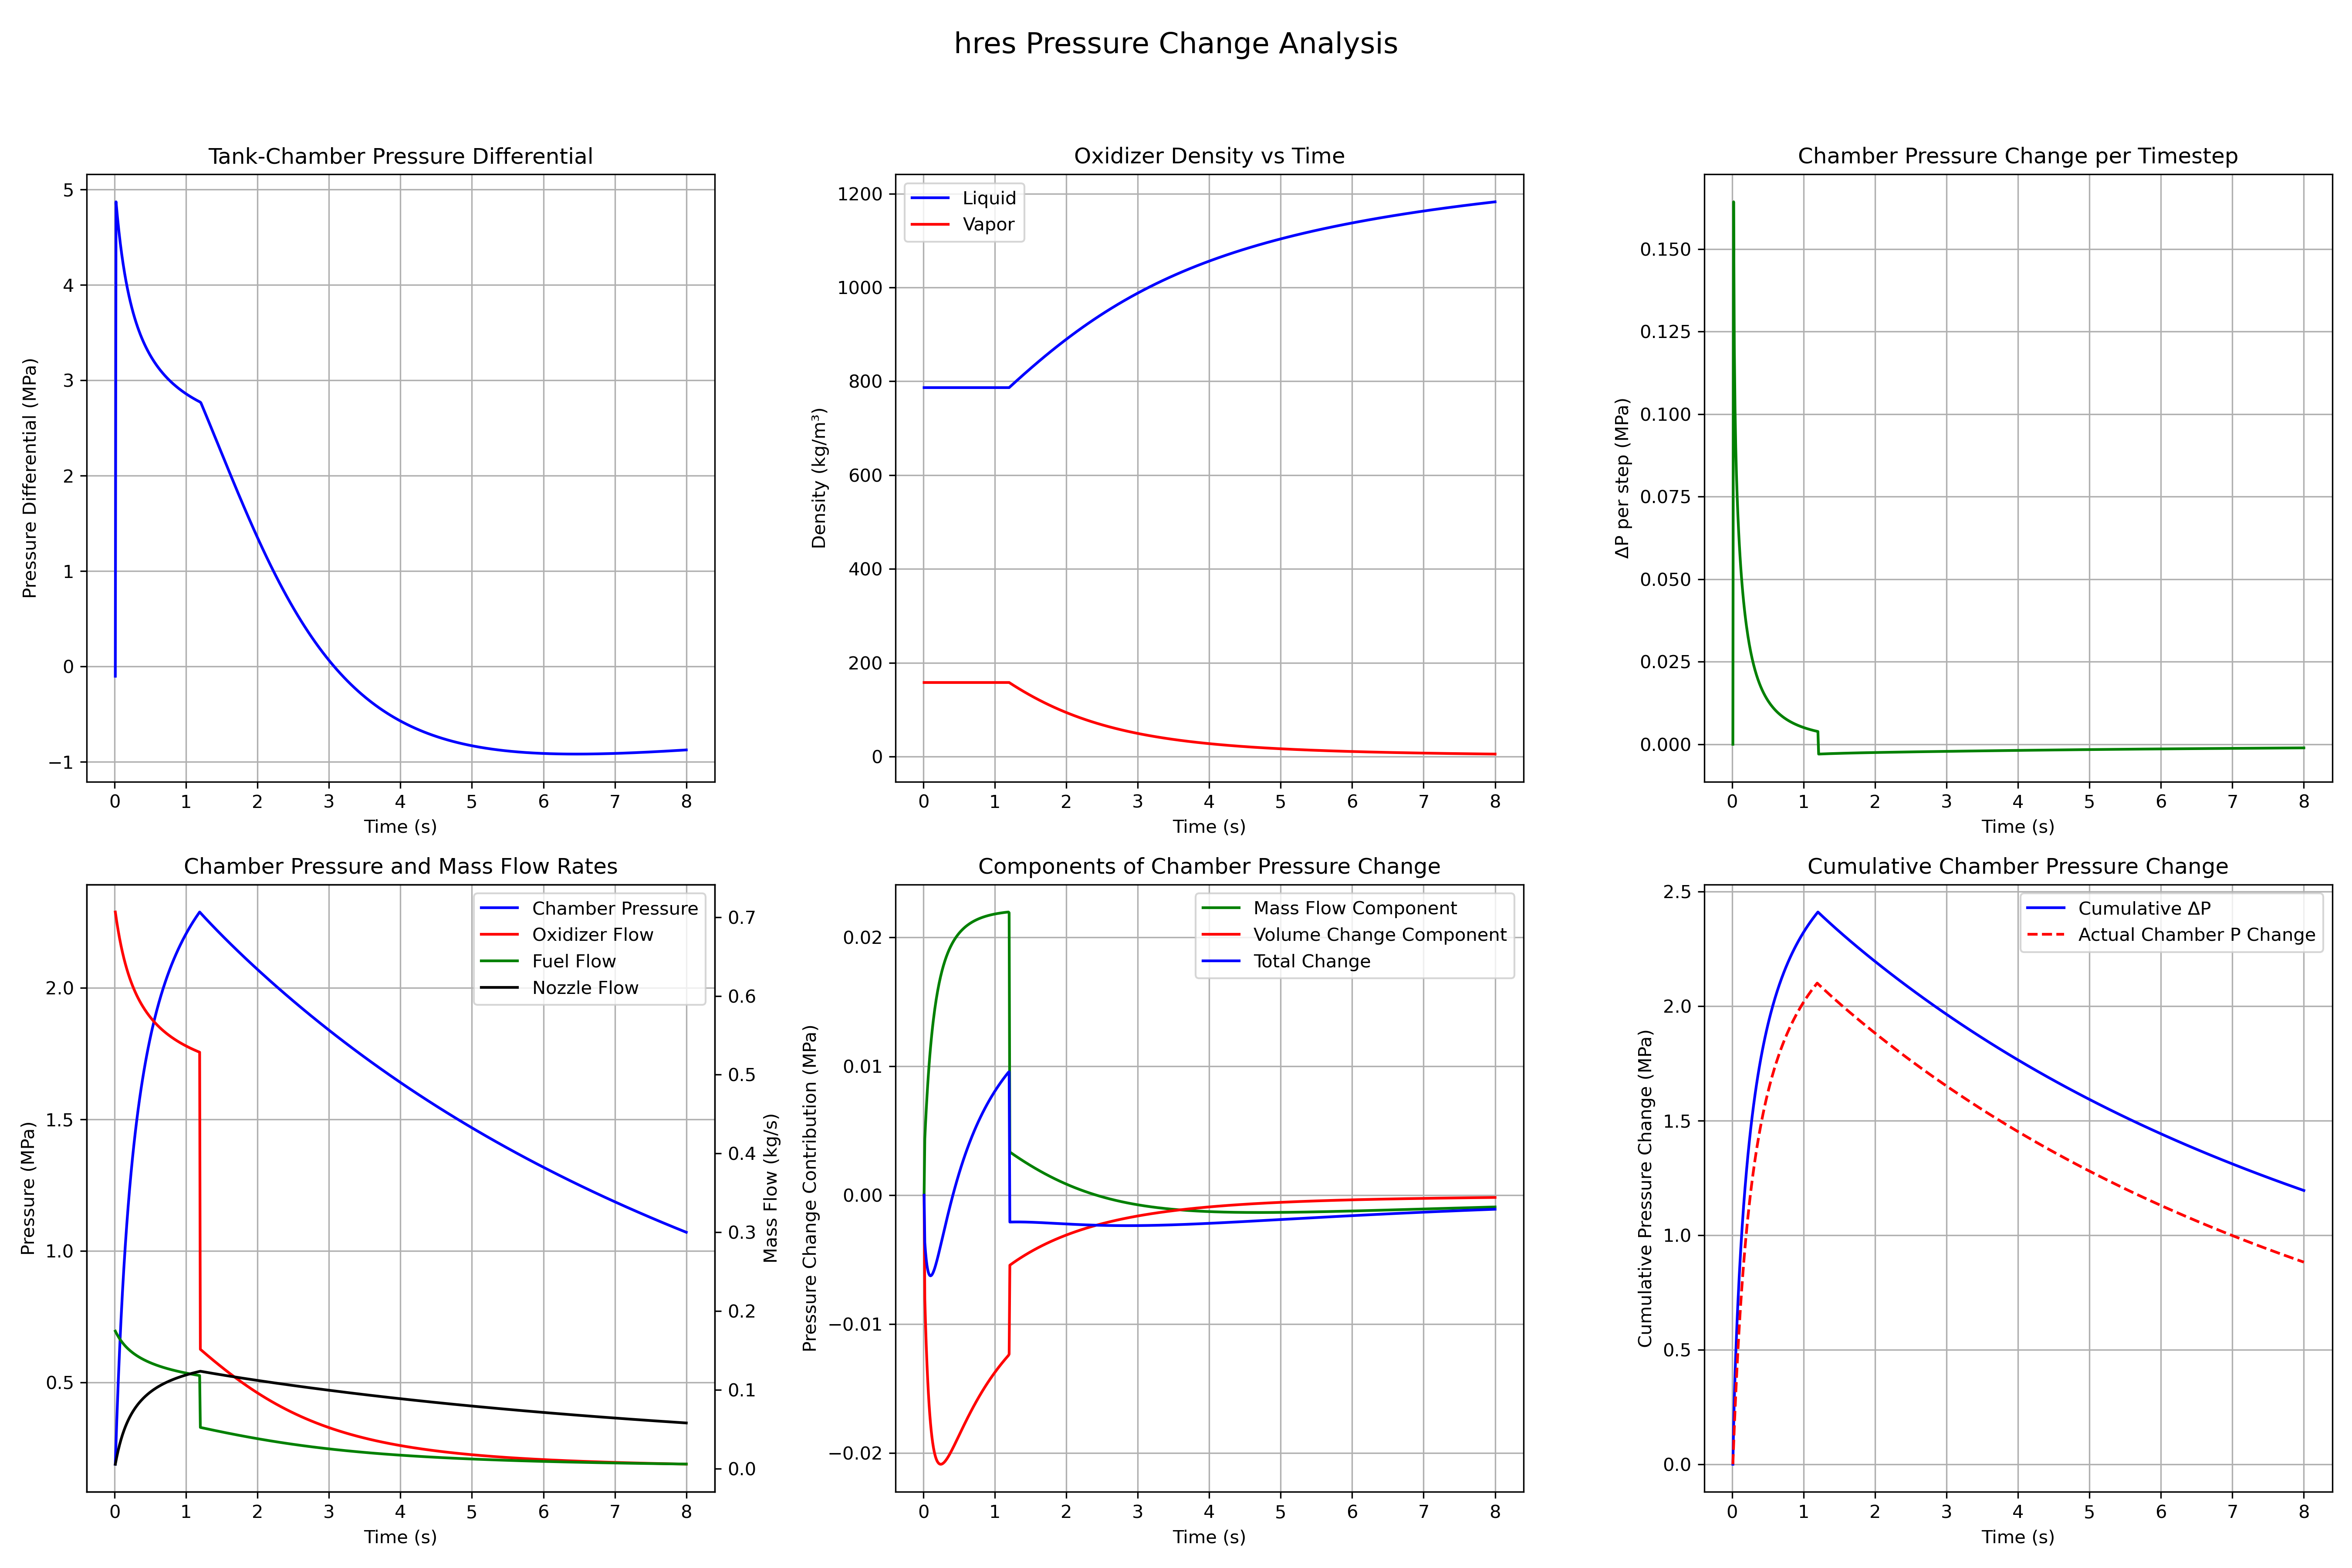 hres Pressure Change Analysis
Tank-Chamber Pressure Differential
Pressure Differential (MPa)
5
4
3
2
1
0
−1
0 1 2 3 4 5 6 7 8
Time (s)
Oxidizer Density vs Time
Density (kg/m³)
1200
1000
800
600
400
200
0
Liquid
Vapor
0 1 2 3 4 5 6 7 8
Time (s)
Chamber Pressure Change per Timestep
ΔP per step (MPa)
0.150
0.125
0.100
0.075
0.050
0.025
0.000
0 1 2 3 4 5 6 7 8
Time (s)
Chamber Pressure and Mass Flow Rates
Pressure (MPa)
2.0
1.5
1.0
0.5
Chamber Pressure
Oxidizer Flow
Fuel Flow
Nozzle Flow
0.7
0.6
0.5
0.4
0.3
0.2
0.1
0.0
Mass Flow (kg/s)
0 1 2 3 4 5 6 7 8
Time (s)
Components of Chamber Pressure Change
Pressure Change Contribution (MPa)
0.02
0.01
0.00
−0.01
−0.02
Mass Flow Component
Volume Change Component
Total Change
0 1 2 3 4 5 6 7 8
Time (s)
Cumulative Chamber Pressure Change
Cumulative Pressure Change (MPa)
2.5
2.0
1.5
1.0
0.5
0.0
Cumulative ΔP
Actual Chamber P Change
0 1 2 3 4 5 6 7 8
Time (s)